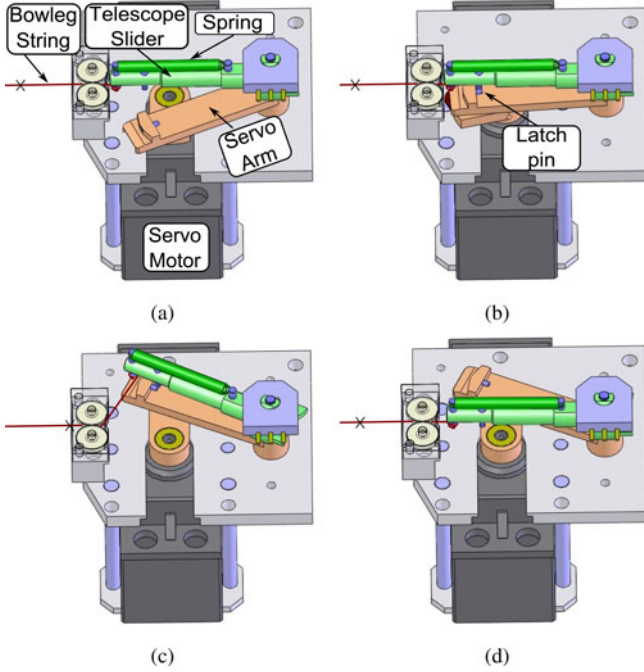 Bowleg
String
Telescope
Slider
Spring
Servo
Arm
Servo
Motor
(a)
Latch
pin
(b)
(c)
(d)